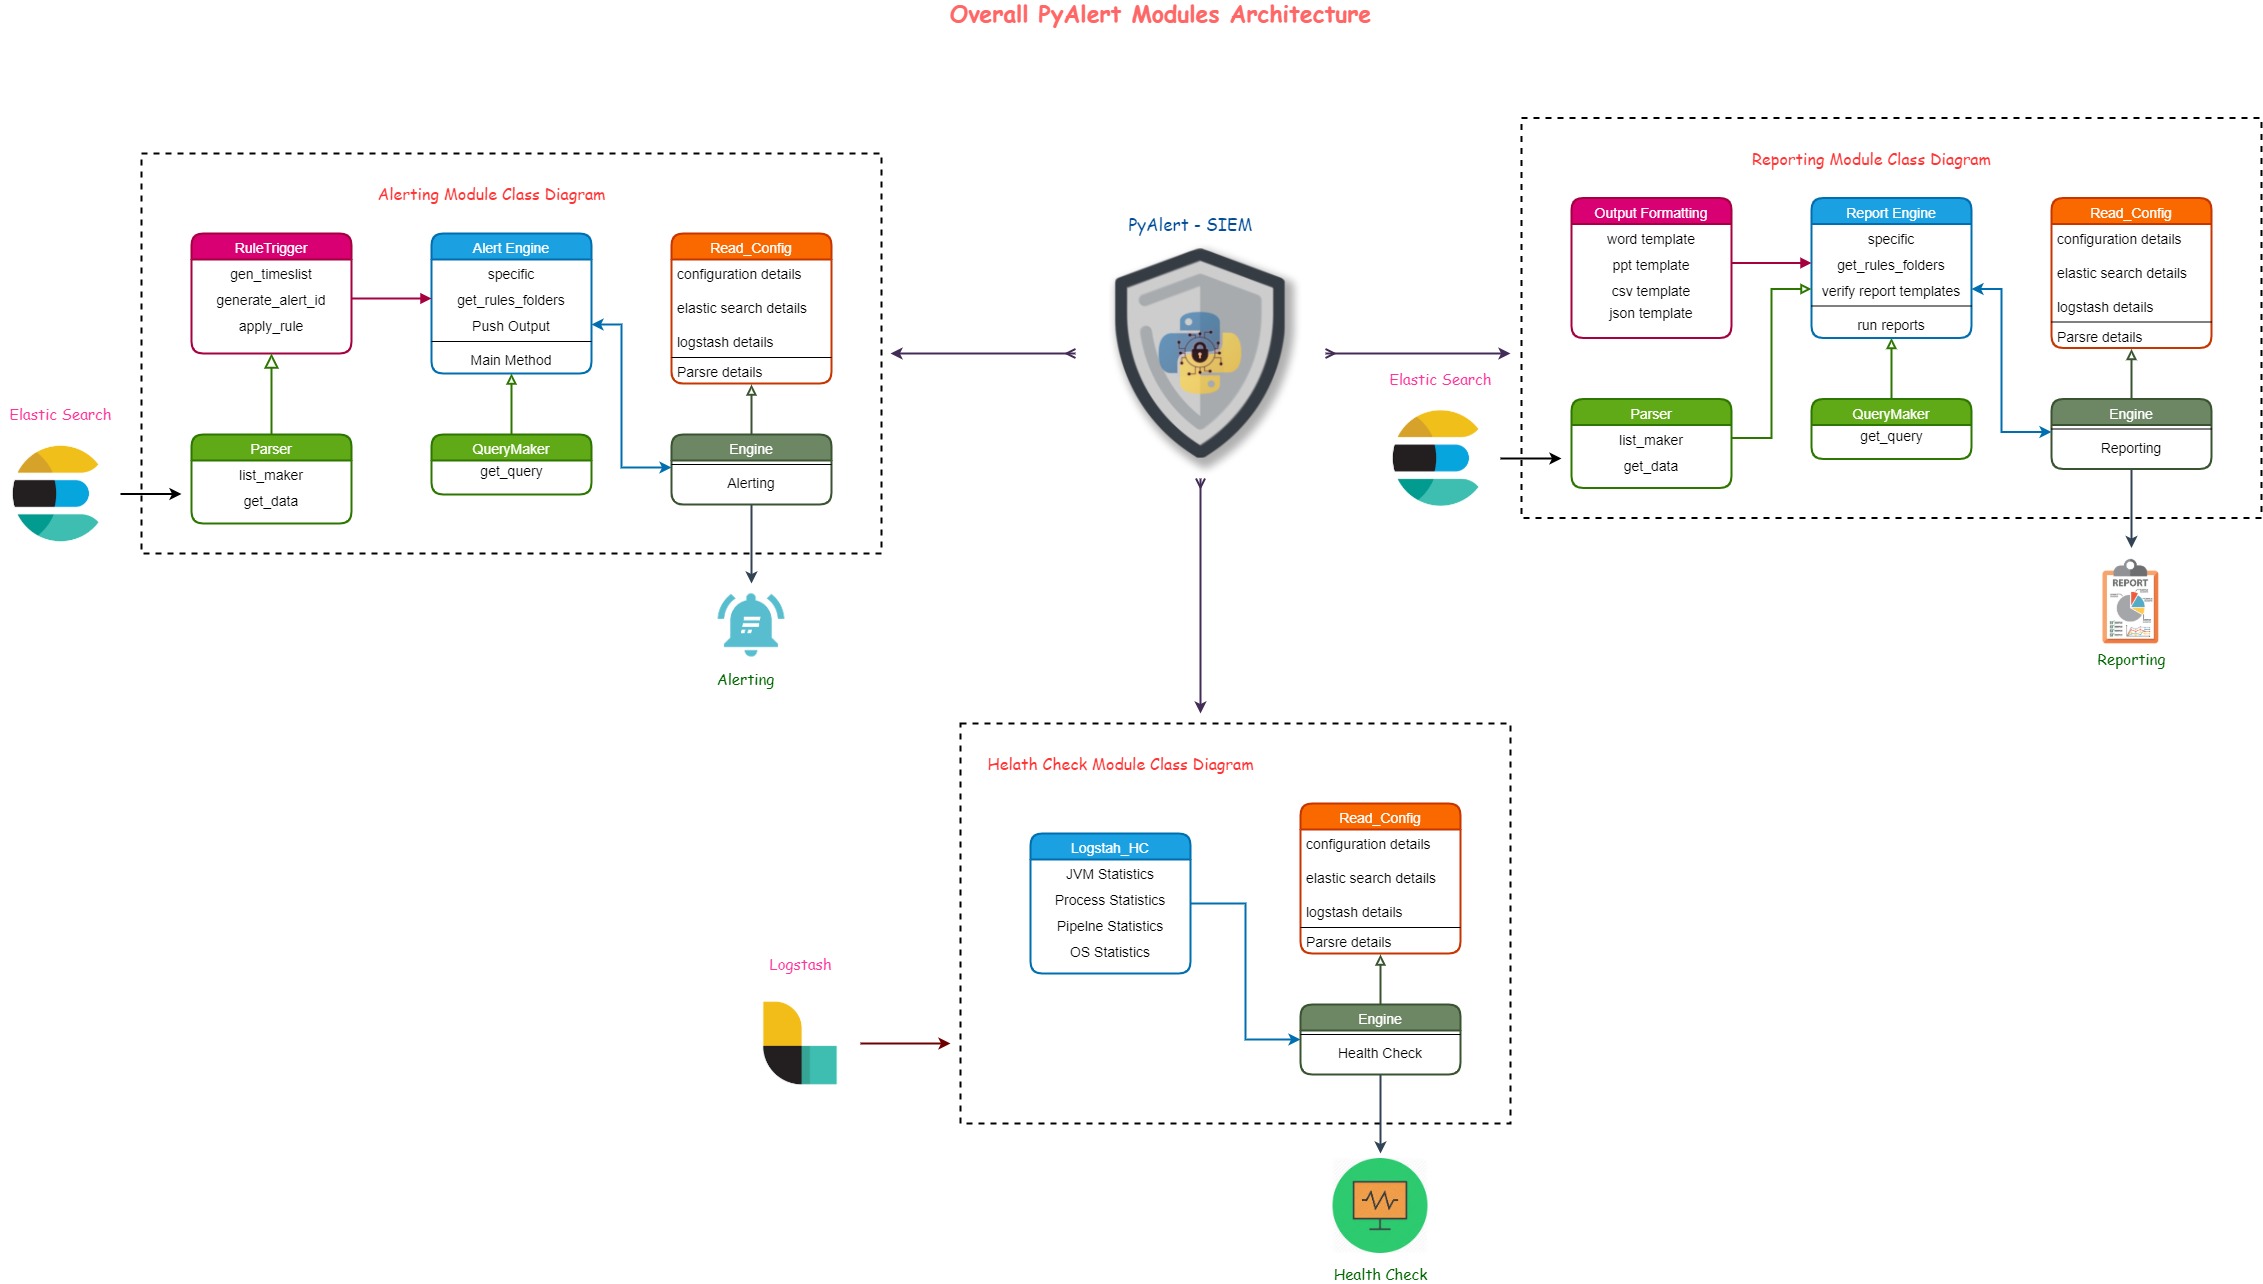 Overall PyAlert Modules Architecture
Alerting Module Class Diagram
RuleTrigger
gen_timeslist
generate_alert_id
apply_rule
Alert Engine
specific
get_rules_folders
Push Output
Main Method
Read_Config
configuration details
elastic search details
logstash details
Parsre details
Elastic Search
Parser
list_maker
get_data
QueryMaker
get_query
Engine
Alerting
Alerting
PyAlert - SIEM
Reporting Module Class Diagram
Output Formatting
word template
ppt template
csv template
json template
Report Engine
specific
get_rules_folders
verify report templates
run reports
Read_Config
configuration details
elastic search details
logstash details
Parsre details
Elastic Search
Parser
list_maker
get_data
QueryMaker
get_query
Engine
Reporting
REPORT
Reporting
Helath Check Module Class Diagram
Logstah_HC
JVM Statistics
Process Statistics
Pipelne Statistics
OS Statistics
Read_Config
configuration details
elastic search details
logstash details
Parsre details
Logstash
Engine
Health Check
Health Check